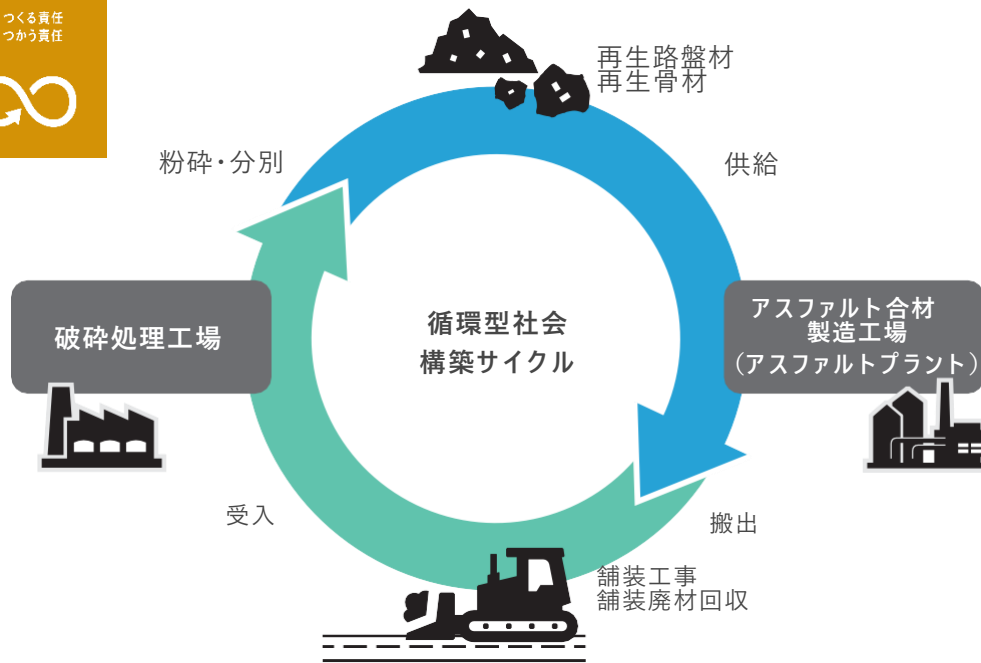 つくる責任
つかう責任
再生路盤材
再生骨材
粉砕・分別
供給
破砕処理工場
循環型社会
構築サイクル
アスファルト合材
製造工場
(アスファルトプラント)
受入
搬出
舗装工事
舗装廃材回収